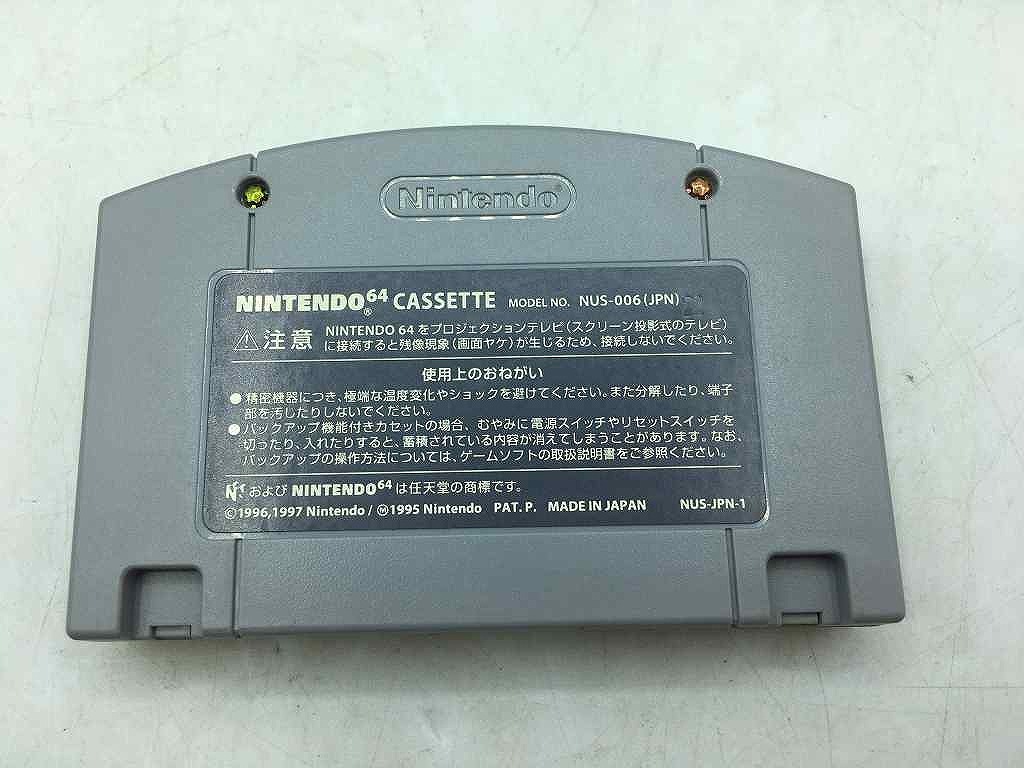 Nintendo®
NINTENDO⁶⁴® CASSETTE MODEL NO. NUS-006(JPN)
⚠注意 NINTENDO 64をプロジェクションテレビ(スクリーン投影式のテレビ)
に接続すると残像現象(画面ヤケ)が生じるため、接続しないでください。
使用上のおねがい
●精密機器につき、極端な温度変化やショックを避けてください。また分解したり、端子
部を汚したりしないでください。
●バックアップ機能付きカセットの場合、むやみに電源スイッチやリセットスイッチを
切ったり、入れたりすると、蓄積されている内容が消えてしまうことがあります。なお、
バックアップの操作方法については、ゲームソフトの取扱説明書をご参照ください。
および NINTENDO⁶⁴ は任天堂の商標です。
©1996,1997 Nintendo / Ⓜ1995 Nintendo PAT. P. MADE IN JAPAN NUS-JPN-1